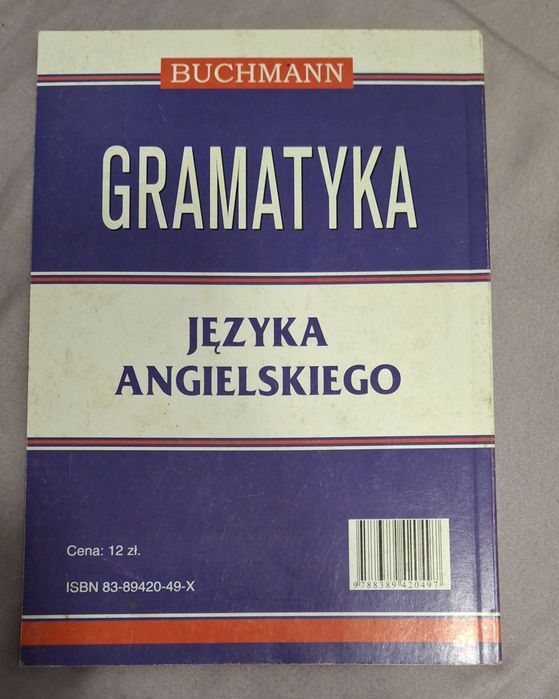 BUCHMANN
GRAMATYKA
JĘZYKA
ANGIELSKIEGO
Cena: 12 zł.
ISBN 83-89420-49-X
9788389420497